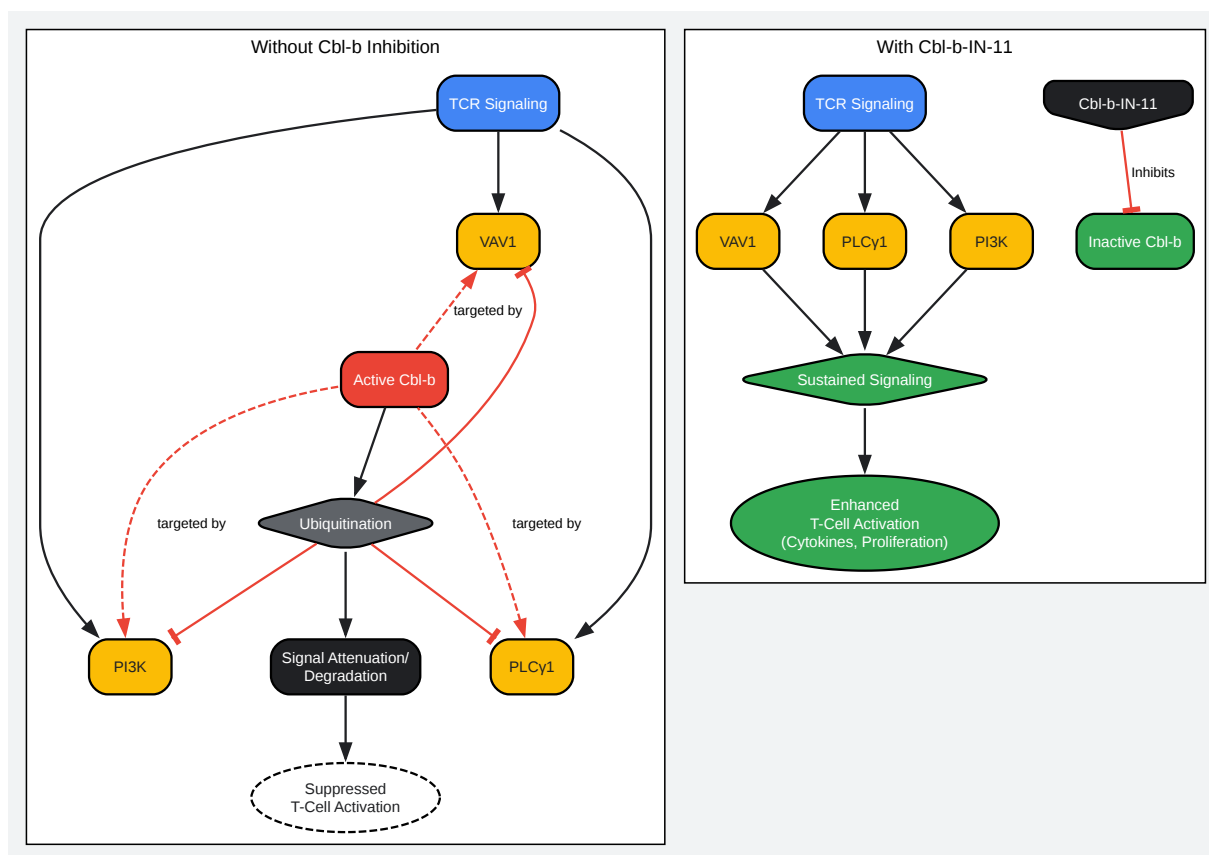 Without Cbl-b Inhibition
TCR Signaling
VAV1
targeted by
Active Cbl-b
targeted by
targeted by
Ubiquitination
PI3K
Signal Attenuation/
Degradation
PLCγ1
Suppressed
T-Cell Activation
With Cbl-b-IN-11
TCR Signaling
Cbl-b-IN-11
Inhibits
VAV1
PLCγ1
PI3K
Inactive Cbl-b
Sustained Signaling
Enhanced
T-Cell Activation
(Cytokines, Proliferation)